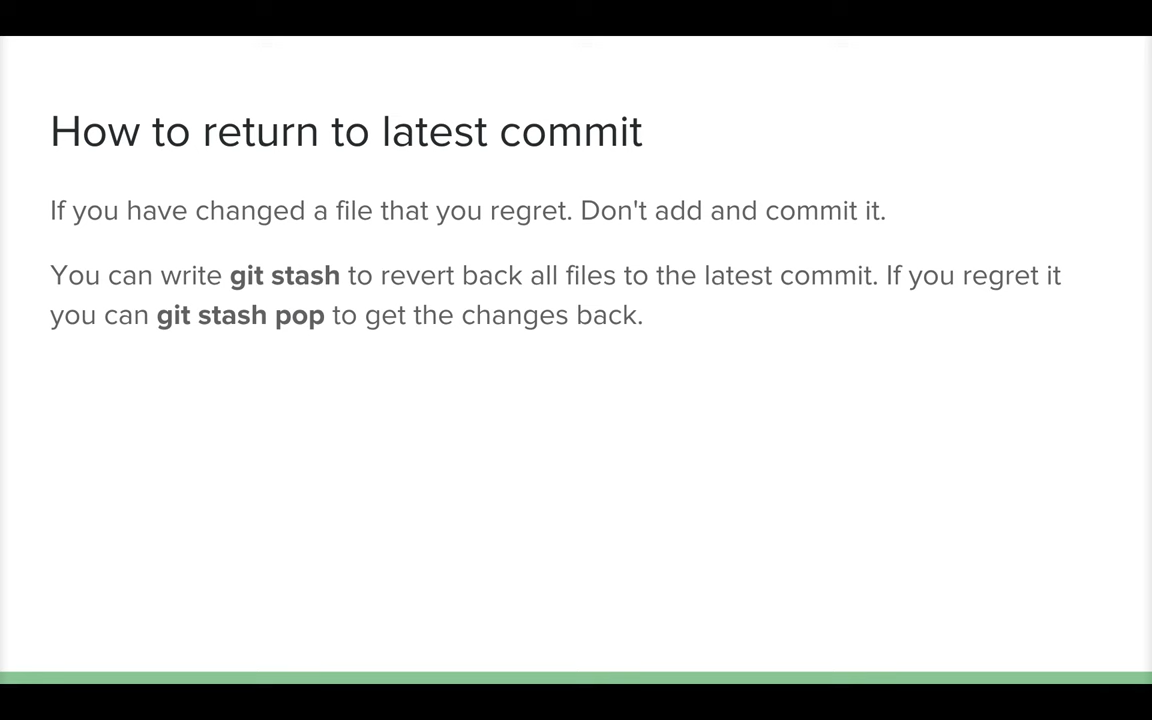 How to return to latest commit
If you have changed a file that you regret. Don't add and commit it.
You can write git stash to revert back all files to the latest commit. If you regret it
you can git stash pop to get the changes back.